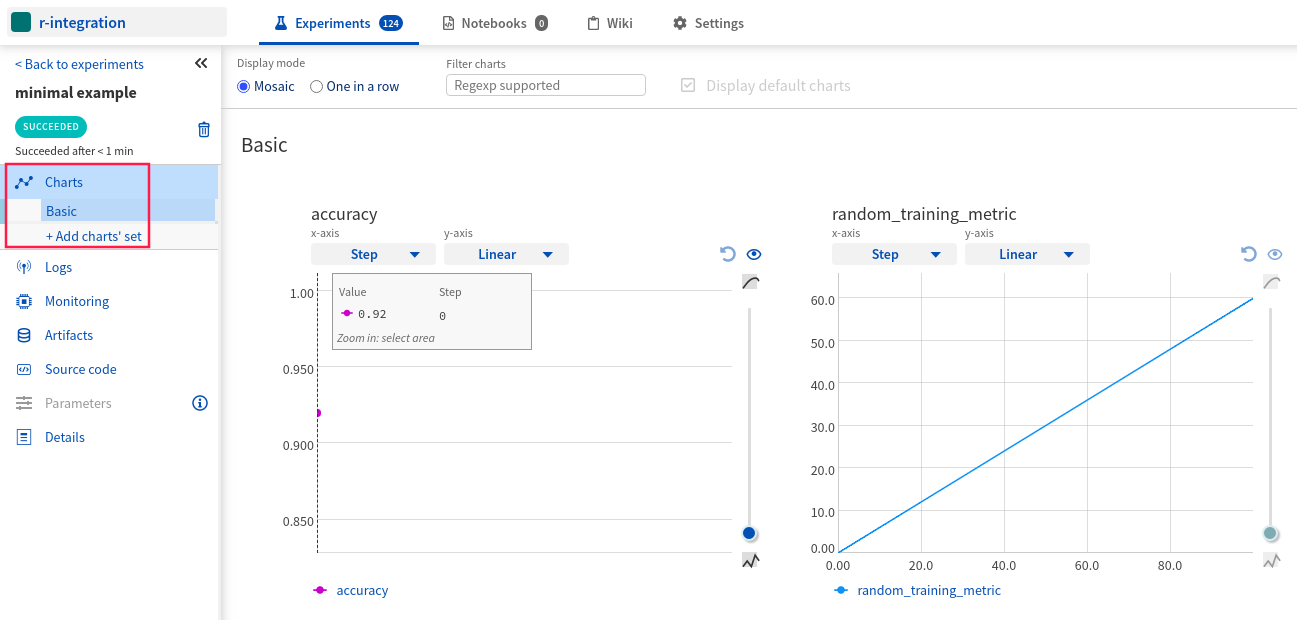 r-integration
Experiments 124
Notebooks 0
Wiki
Settings
< Back to experiments
minimal example
SUCCEEDED
Succeeded after < 1 min
Charts
Basic
+ Add charts' set
Logs
Monitoring
Artifacts
Source code
Parameters
Details
Display mode
Mosaic One in a row
Filter charts
Regexp supported
Display default charts
Basic
accuracy
x-axis y-axis
Step Linear
1.00
0.950
0.900
0.850
Value Step
0.92 0
Zoom in: select area
accuracy
random_training_metric
x-axis y-axis
Step Linear
60.0
50.0
40.0
30.0
20.0
10.0
0.00
0.00 20.0 40.0 60.0 80.0
random_training_metric